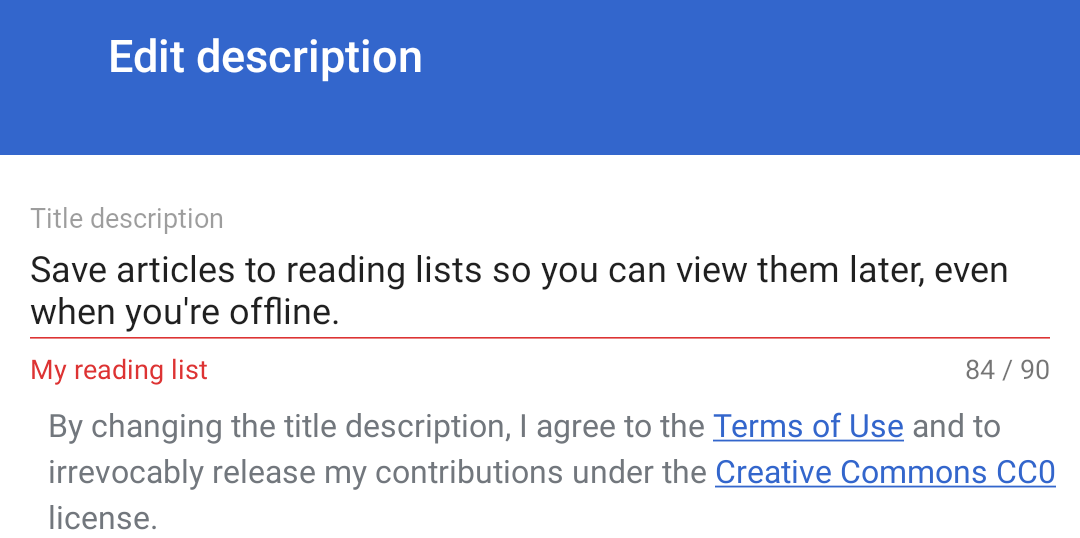 Edit description
Title description
Save articles to reading lists so you can view them later, even
when you're offline.
My reading list
84 / 90
By changing the title description, I agree to the Terms of Use and to
irrevocably release my contributions under the Creative Commons CC0
license.